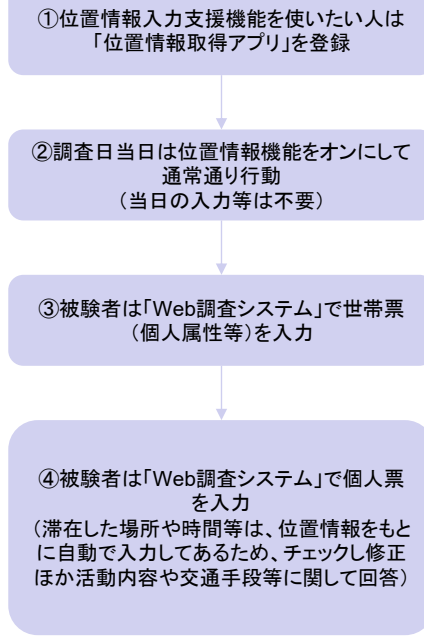 ①位置情報入力支援機能を使いたい人は
「位置情報取得アプリ」を登録
②調査日当日は位置情報機能をオンにして
通常通り行動
（当日の入力等は不要）
③被験者は「Web調査システム」で世帯票
（個人属性等）を入力
④被験者は「Web調査システム」で個人票
を入力
（滞在した場所や時間等は、位置情報をもと
に自動で入力してあるため、チェックし修正
ほか活動内容や交通手段等に関して回答）